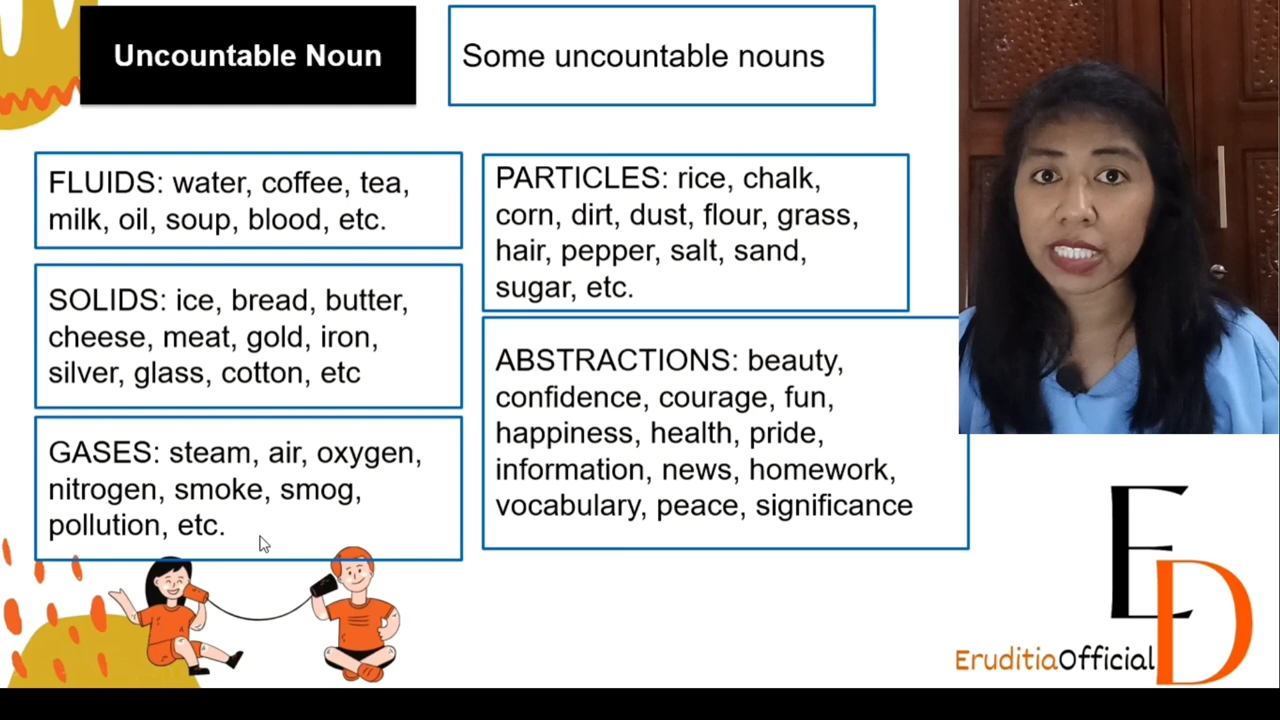 Uncountable Noun
Some uncountable nouns
FLUIDS: water, coffee, tea,
milk, oil, soup, blood, etc.
SOLIDS: ice, bread, butter,
cheese, meat, gold, iron,
silver, glass, cotton, etc
GASES: steam, air, oxygen,
nitrogen, smoke, smog,
pollution, etc.
PARTICLES: rice, chalk,
corn, dirt, dust, flour, grass,
hair, pepper, salt, sand,
sugar, etc.
ABSTRACTIONS: beauty,
confidence, courage, fun,
happiness, health, pride,
information, news, homework,
vocabulary, peace, significance
ED
EruditiaOfficial